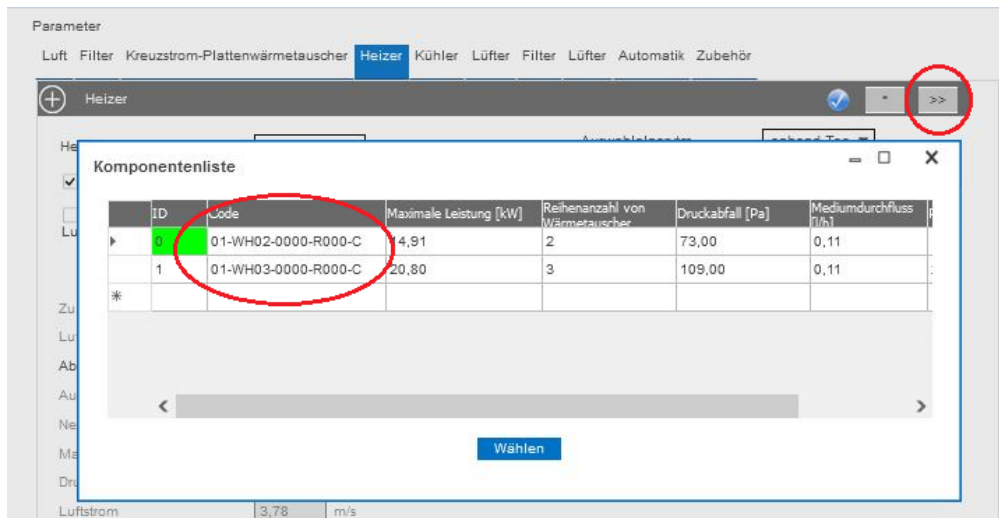 Parameter
Luft Filter Kreuzstrom-Plattenwärmetauscher Heizer Kühler Lüfter Filter Lüfter Automatik Zubehör
Heizer * >>
Komponentenliste
ID Code Maximale Leistung [kW] Reihenanzahl von Wärmetauscher Druckabfall [Pa] Mediumdurchfluss [l/h]
0 01-WH02-0000-R000-C 14,91 2 73,00 0,11
1 01-WH03-0000-R000-C 20,80 3 109,00 0,11
Wählen
Luftstrom 3,78 m/s